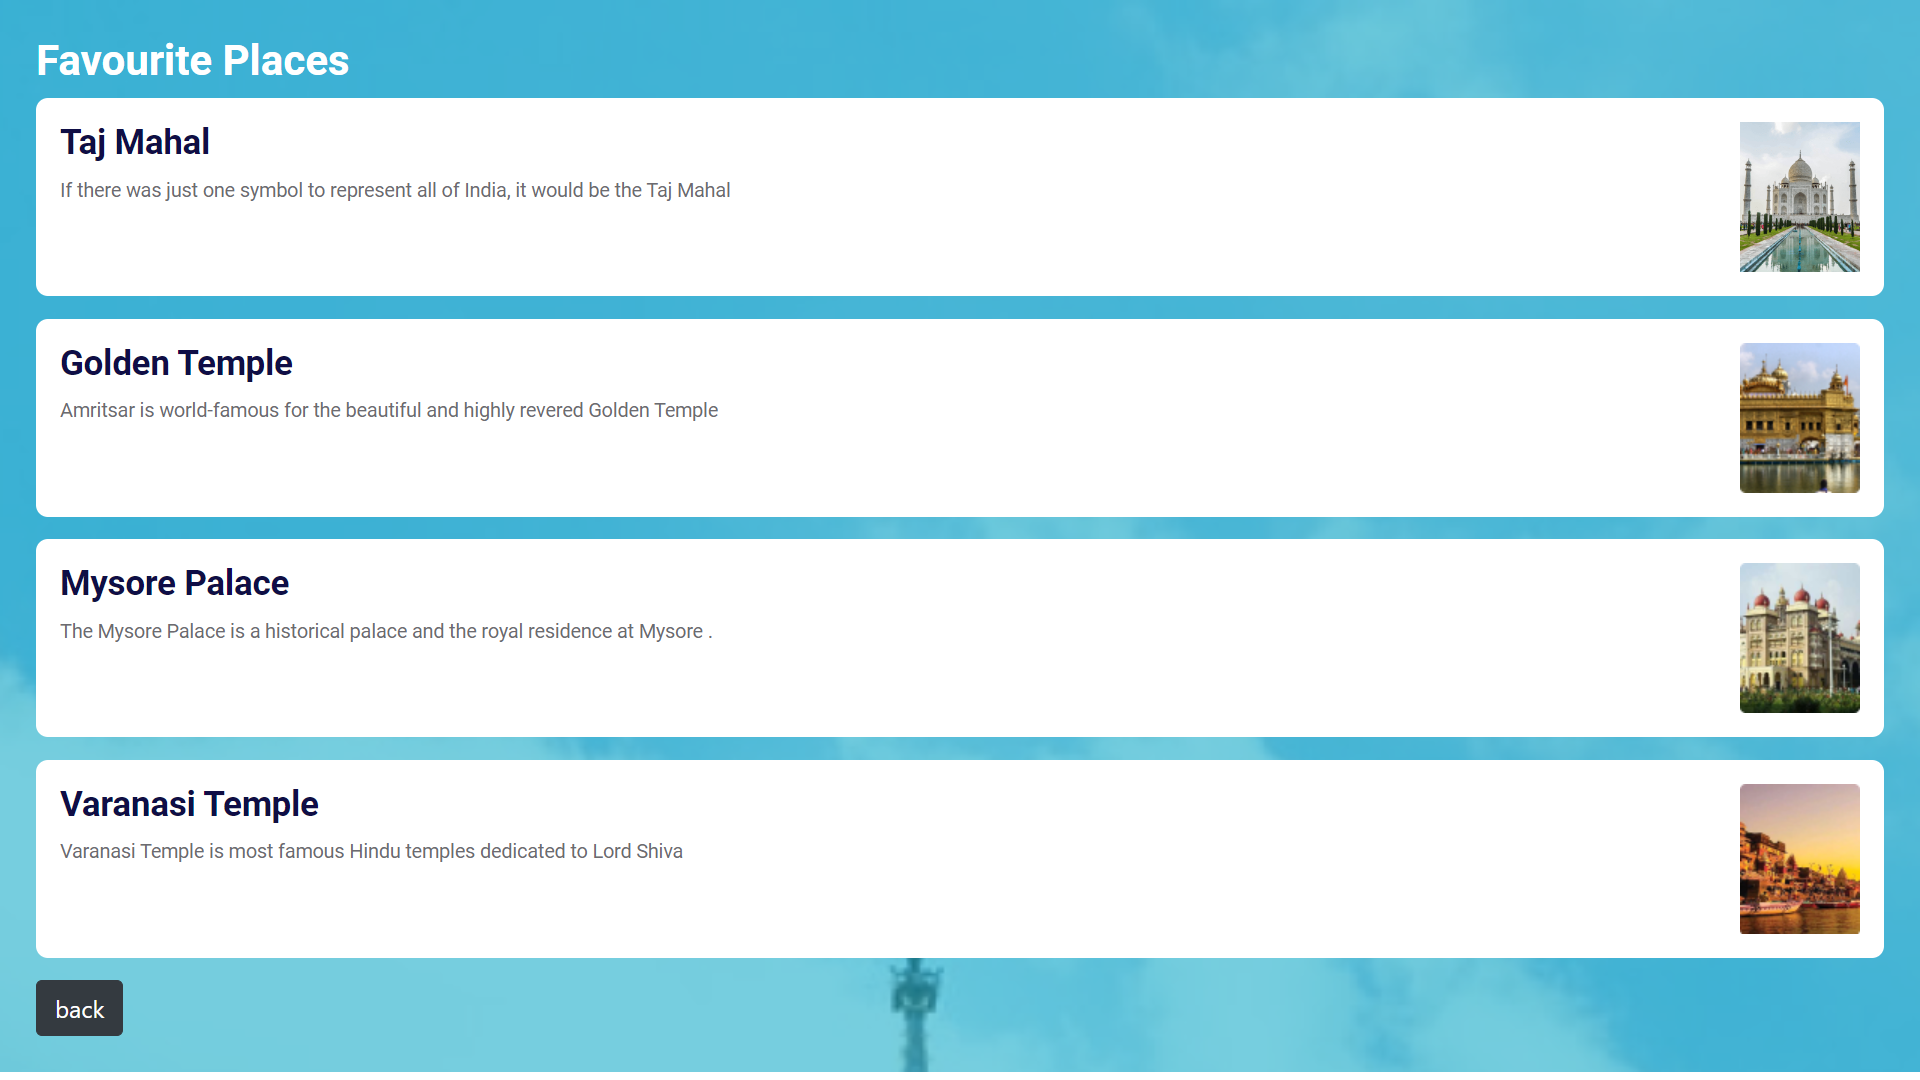 Favourite Places
Taj Mahal
If there was just one symbol to represent all of India, it would be the Taj Mahal
Golden Temple
Amritsar is world-famous for the beautiful and highly revered Golden Temple
Mysore Palace
The Mysore Palace is a historical palace and the royal residence at Mysore .
Varanasi Temple
Varanasi Temple is most famous Hindu temples dedicated to Lord Shiva
back